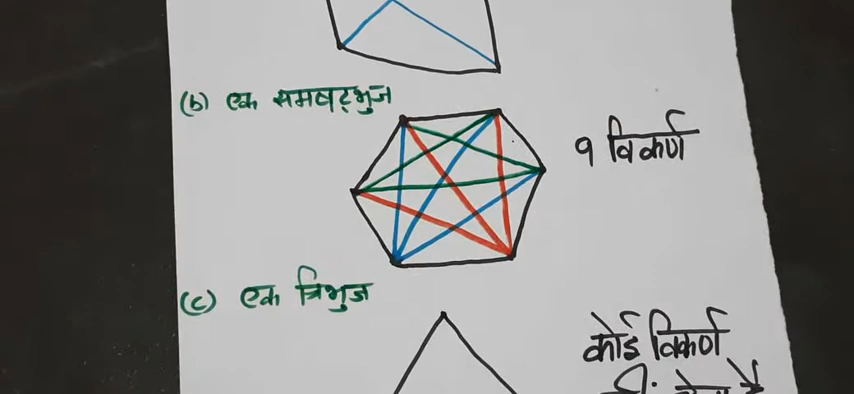 (b) एक समषट्भुज
9 विकर्ण
(c) एक त्रिभुज
कोई विकर्ण